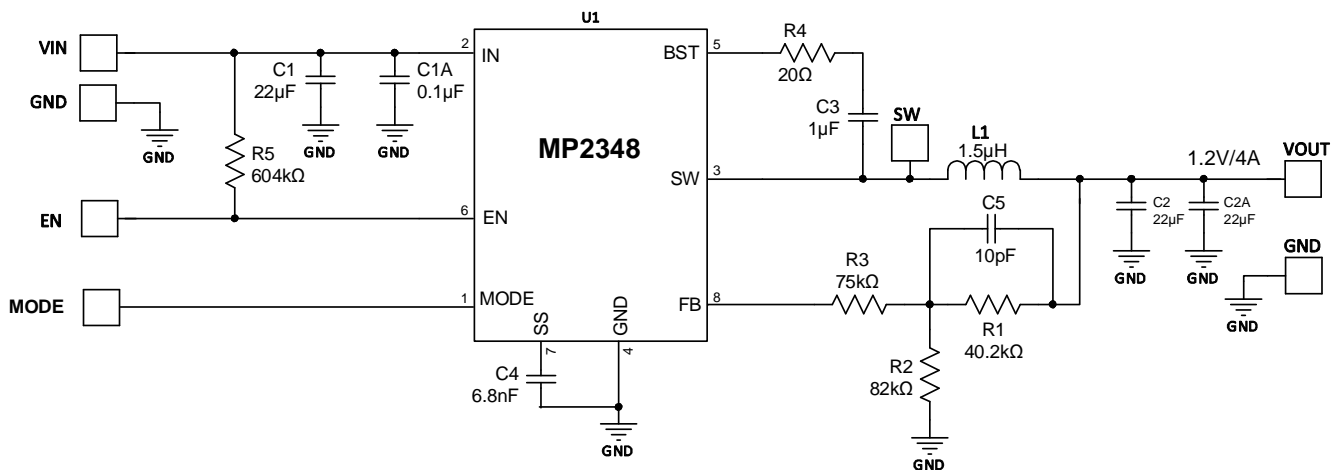 U1
VIN
2
IN
BST
5
R4
20Ω
C1
22µF
C1A
0.1µF
GND
GND
GND
GND
R5
604kΩ
MP2348
C3
1µF
SW
L1
1.5µH
SW
3
1.2V/4A
VOUT
EN
6
EN
C5
10pF
C2
22µF
C2A
22µF
GND
GND
GND
GND
MODE
1
MODE
SS
7
GND
4
FB
8
R3
75kΩ
R1
40.2kΩ
R2
82kΩ
C4
6.8nF
GND
GND